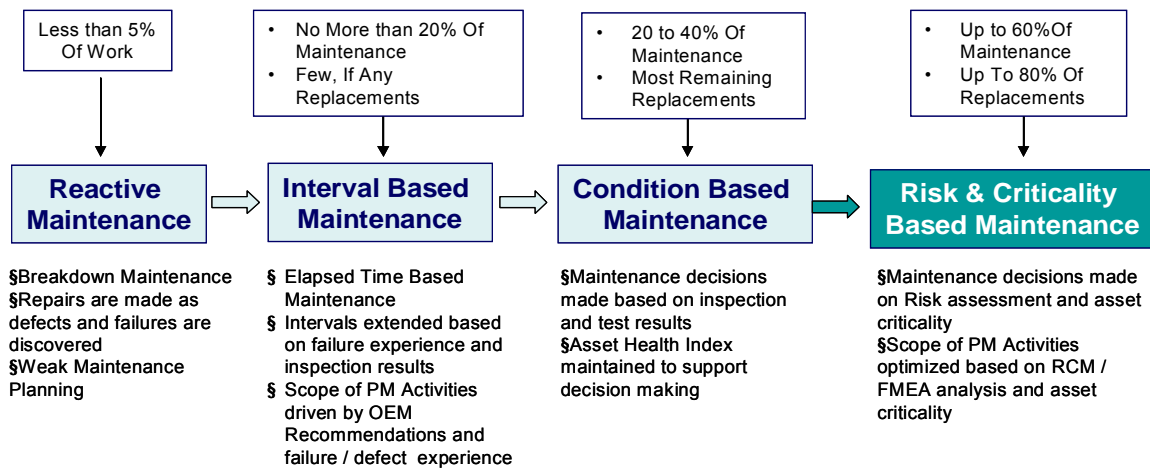 Less than 5%
Of Work
• No More than 20% Of
Maintenance
• Few, If Any
Replacements
• 20 to 40% Of
Maintenance
• Most Remaining
Replacements
• Up to 60%Of
Maintenance
• Up To 80% Of
Replacements
Reactive
Maintenance
Interval Based
Maintenance
Condition Based
Maintenance
Risk & Criticality
Based Maintenance
§Breakdown Maintenance
§Repairs are made as
defects and failures are
discovered
§Weak Maintenance
Planning
§ Elapsed Time Based
Maintenance
§ Intervals extended based
on failure experience and
inspection results
§ Scope of PM Activities
driven by OEM
Recommendations and
failure / defect experience
§Maintenance decisions
made based on inspection
and test results
§Asset Health Index
maintained to support
decision making
§Maintenance decisions made
on Risk assessment and asset
criticality
§Scope of PM Activities
optimized based on RCM /
FMEA analysis and asset
criticality